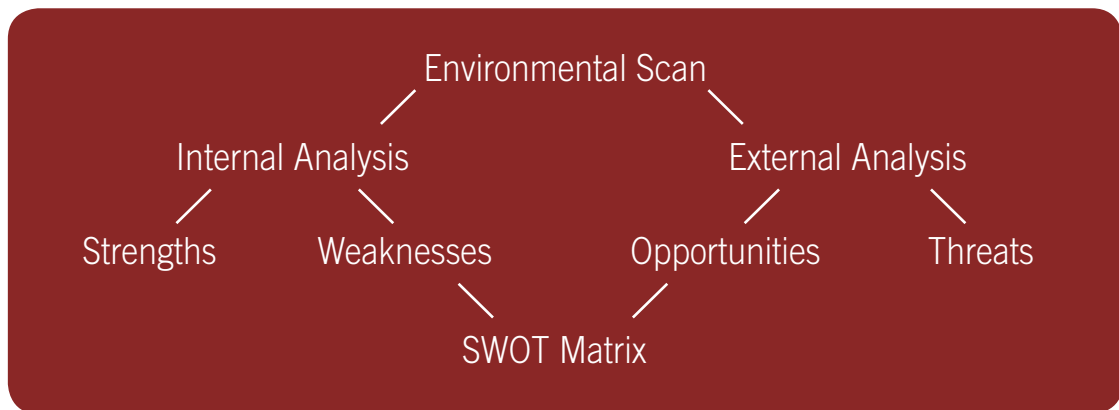 Environmental Scan
Internal Analysis External Analysis
Strengths Weaknesses Opportunities Threats
SWOT Matrix